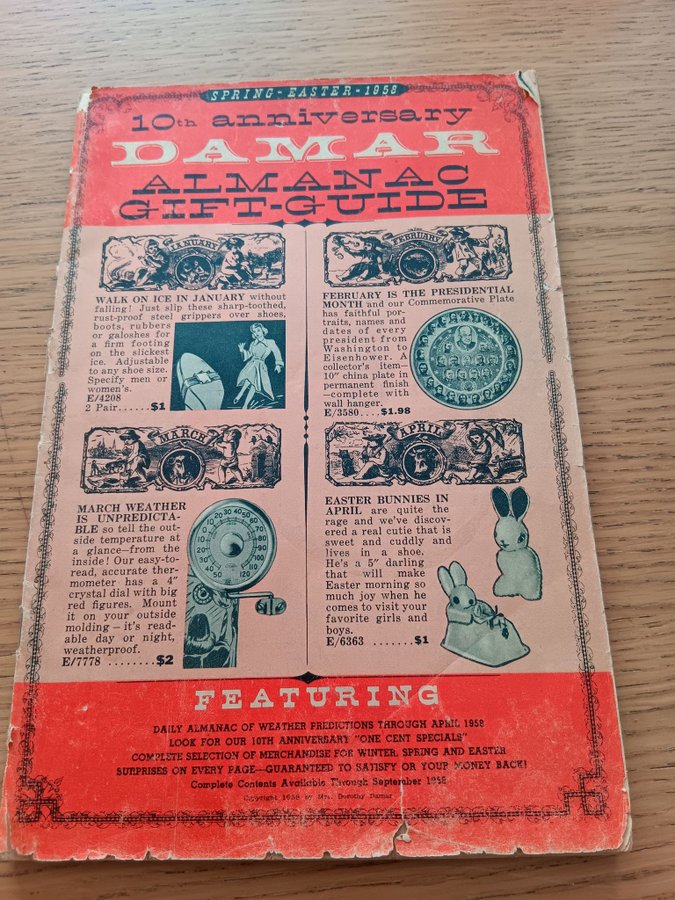 SPRING-EASTER-1958
10th anniversary
DAMAR
ALMANAC
GIFT-GUIDE
JANUARY
WALK ON ICE IN JANUARY without
falling! Just slip these sharp-toothed,
rust-proof steel grippers over shoes,
boots, rubbers
or galoshes for
a firm footing
on the slickest
ice. Adjustable
to any shoe size.
Specify men or
women's.
E/4208
2 Pair......$1
FEBRUARY
FEBRUARY IS THE PRESIDENTIAL
MONTH and our Commemorative Plate
has faithful por-
traits, names and
dates of every
president from
Washington to
Eisenhower. A
collector's item—
10" china plate in
permanent finish
—complete with
wall hanger.
E/3580....$1.98
MARCH
MARCH WEATHER
IS UNPREDICTA-
BLE so tell the out-
side temperature at
a glance—from the
inside! Our easy-to-
read, accurate ther-
mometer has a 4"
crystal dial with big
red figures. Mount
it on your outside
molding — it's read-
able day or night,
weatherproof.
E/7778 ........$2
APRIL
EASTER BUNNIES IN
APRIL are quite the
rage and we've discov-
ered a real cutie that is
sweet and cuddly and
lives in a shoe.
He's a 5" darling
that will make
Easter morning so
much joy when he
comes to visit your
favorite girls and
boys.
E/6363 .......$1
FEATURING
DAILY ALMANAC OF WEATHER PREDICTIONS THROUGH APRIL 1958
LOOK FOR OUR 10TH ANNIVERSARY "ONE CENT SPECIALS"
COMPLETE SELECTION OF MERCHANDISE FOR WINTER, SPRING AND EASTER
SURPRISES ON EVERY PAGE—GUARANTEED TO SATISFY OR YOUR MONEY BACK!
Complete Contents Available Through September 1958
Copyright 1958 by Mrs. Dorothy Damar